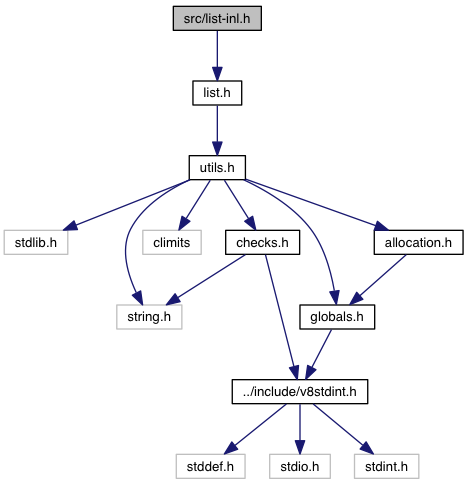 src/list-inl.h
list.h
utils.h
stdlib.h
climits
checks.h
allocation.h
string.h
globals.h
../include/v8stdint.h
stddef.h
stdio.h
stdint.h